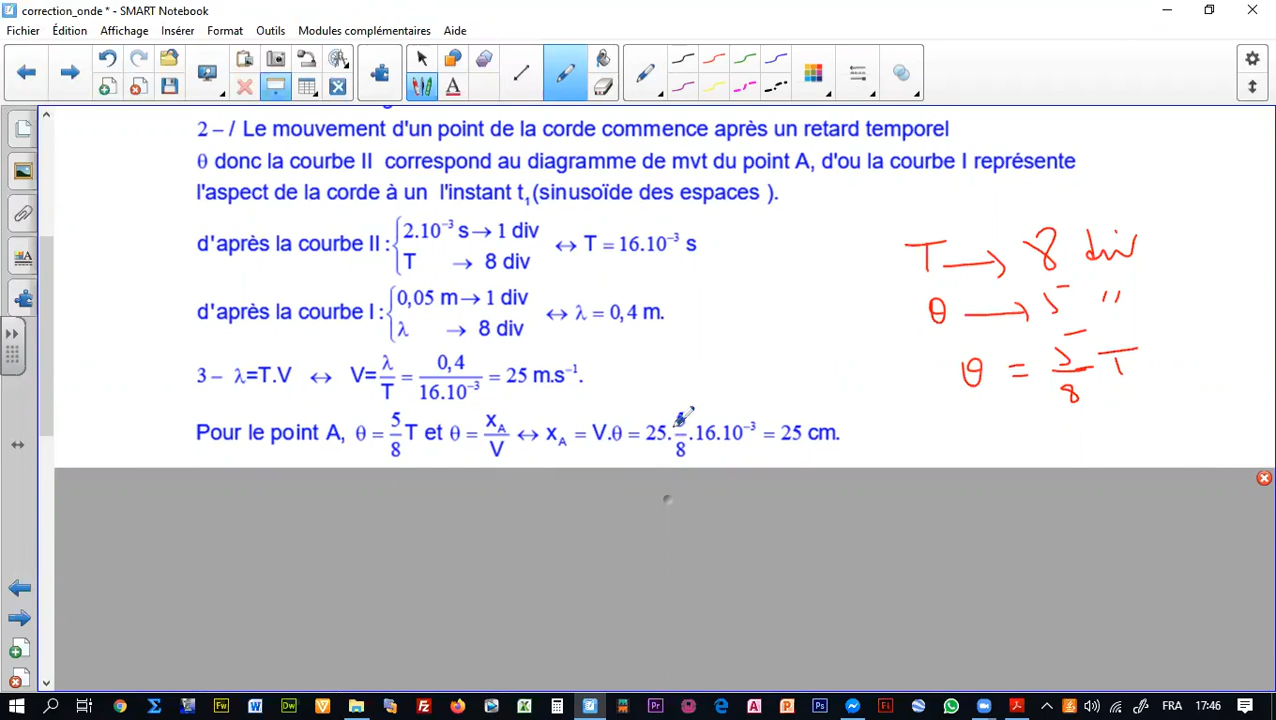 correction_onde * - SMART Notebook
Fichier Édition Affichage Insérer Format Outils Modules complémentaires Aide
2 – / Le mouvement d'un point de la corde commence après un retard temporel
θ donc la courbe II correspond au diagramme de mvt du point A, d'ou la courbe I représente
l'aspect de la corde à un l'instant t₁(sinusoïde des espaces ).
d'après la courbe II : { 2.10⁻³ s → 1 div
T → 8 div ↔ T = 16.10⁻³ s
d'après la courbe I : { 0,05 m → 1 div
λ → 8 div ↔ λ = 0,4 m.
3 – λ=T.V ↔ V= λ/T = 0,4/16.10⁻³ = 25 m.s⁻¹.
Pour le point A, θ = 5/8 T et θ = x_A/V ↔ x_A = V.θ = 25. /8 .16.10⁻³ = 25 cm.
T → 8 div
θ → 5 "
θ = 5/8 T
FRA 17:46